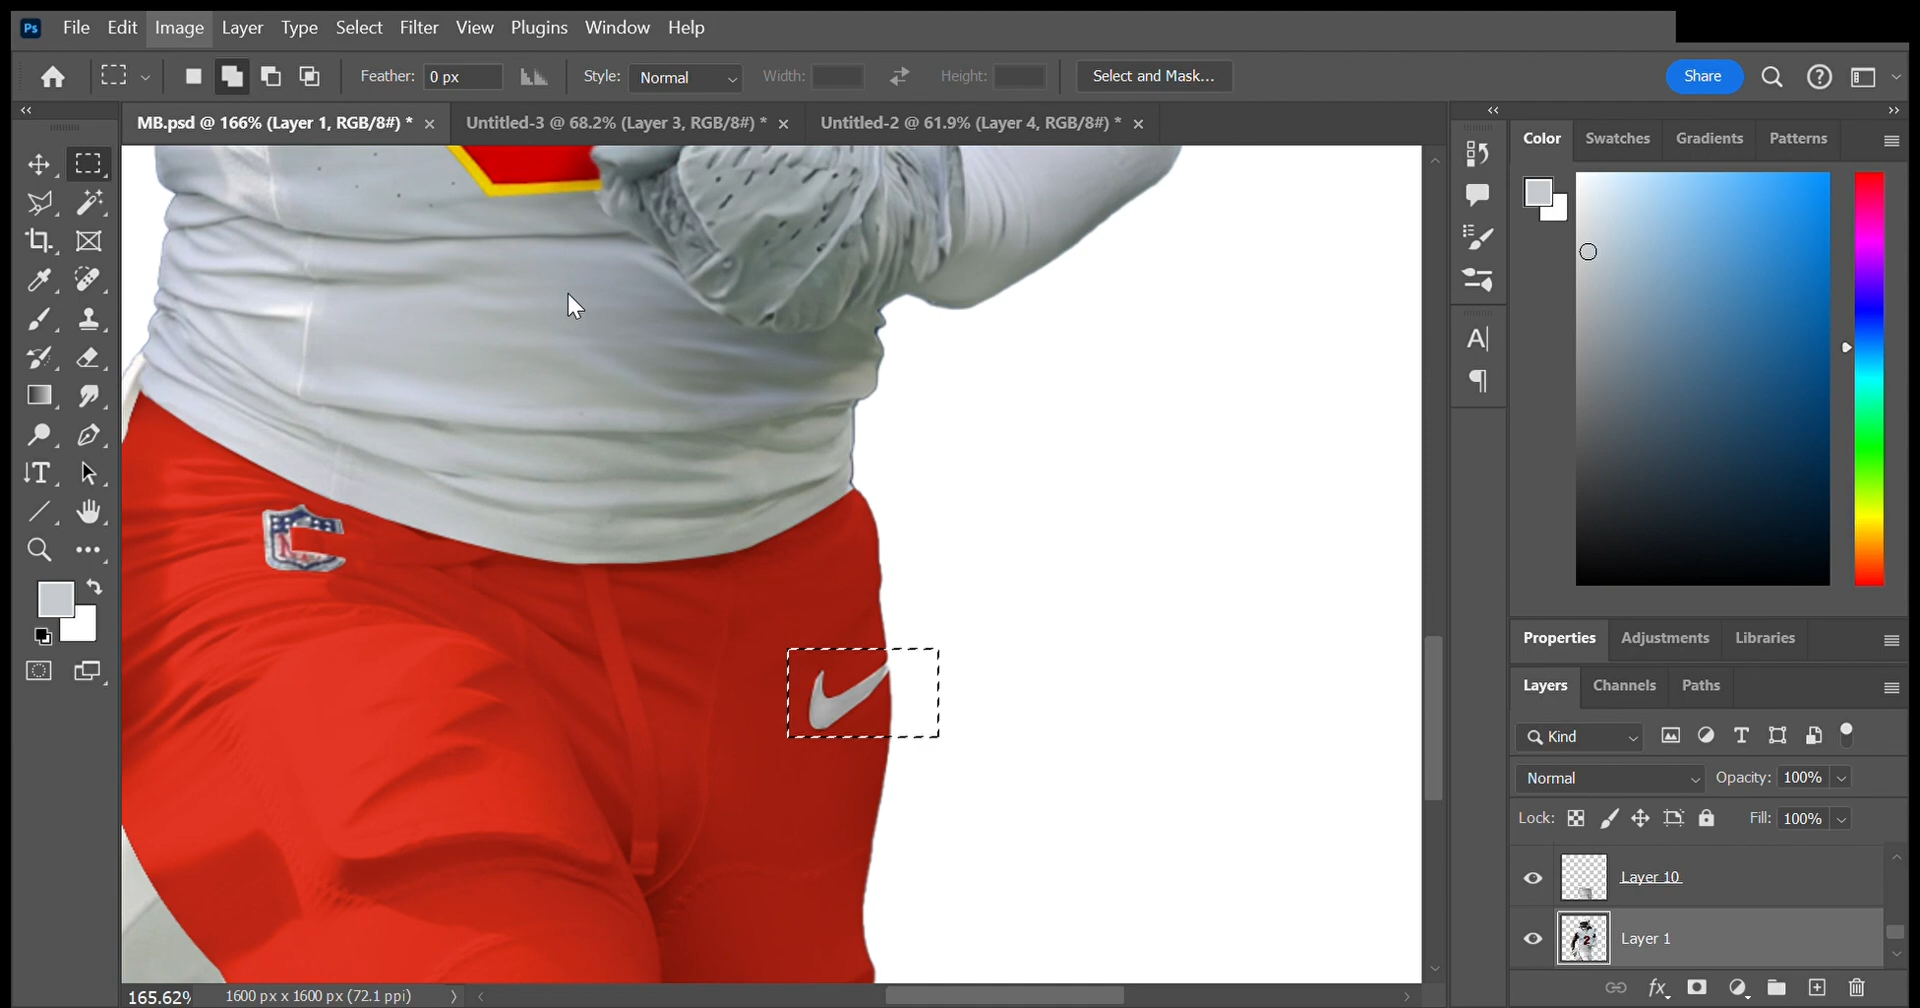 Ps File Edit Image Layer Type Select Filter View Plugins Window Help
Feather: 0 px Style: Normal Width: Height: Select and Mask... Share
MB.psd @ 166% (Layer 1, RGB/8#) * × Untitled-3 @ 68.2% (Layer 3, RGB/8#) * × Untitled-2 @ 61.9% (Layer 4, RGB/8#) * ×
Color Swatches Gradients Patterns
Properties Adjustments Libraries
Layers Channels Paths
Kind
Normal Opacity: 100%
Lock: Fill: 100%
Layer 10
Layer 1
165.62% 1600 px x 1600 px (72.1 ppi)